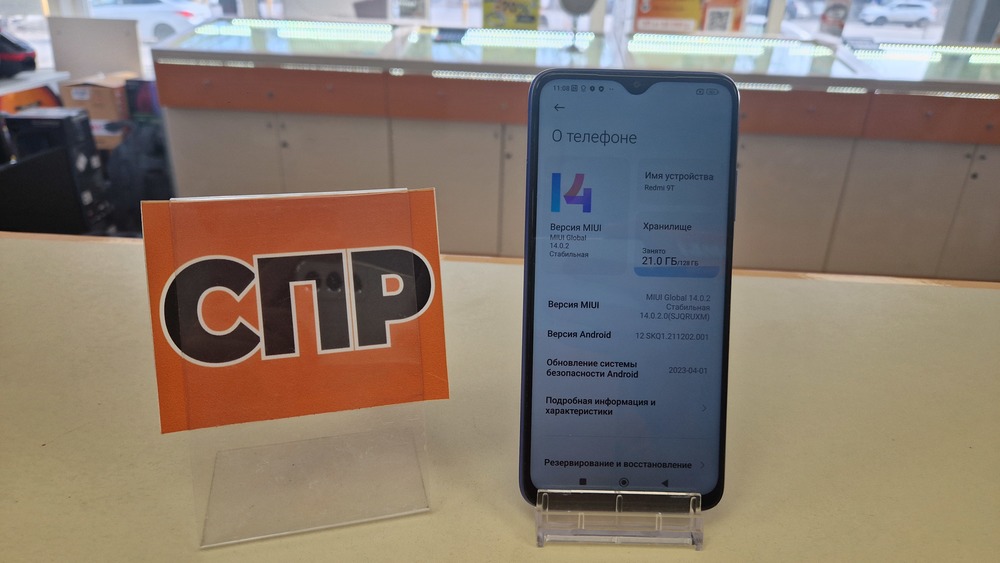 СПР
11:08
О телефоне
14
Имя устройства
Redmi 9T
Версия MIUI
MIUI Global
14.0.2
Стабильная
Хранилище
Занято
21.0 ГБ/128 ГБ
Версия MIUI
MIUI Global 14.0.2
Стабильная
14.0.2.0(SJQRUXM)
Версия Android
12 SKQ1.211202.001
Обновление системы
безопасности Android
2023-04-01
Подробная информация и
характеристики
Резервирование и восстановление